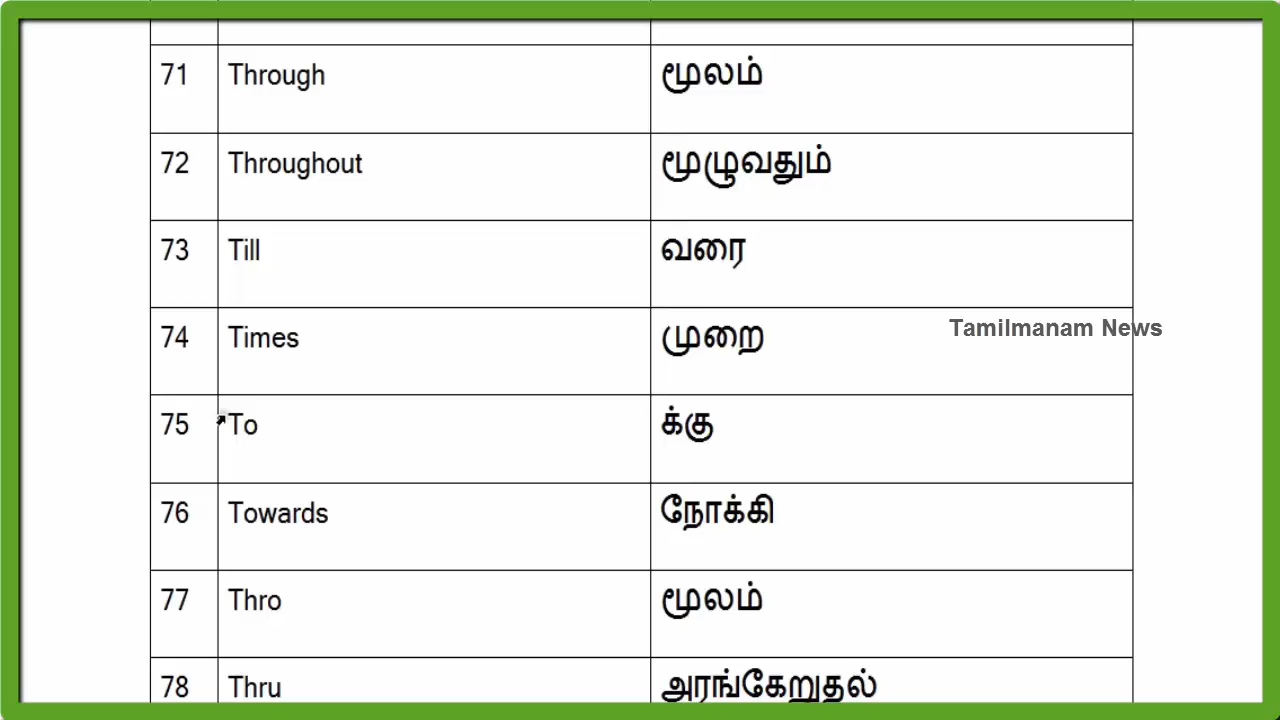 71 Through மூலம்
72 Throughout மூழுவதும்
73 Till வரை
74 Times முறை
Tamilmanam News
75 To க்கு
76 Towards நோக்கி
77 Thro மூலம்
78 Thru அரங்கேறுதல்